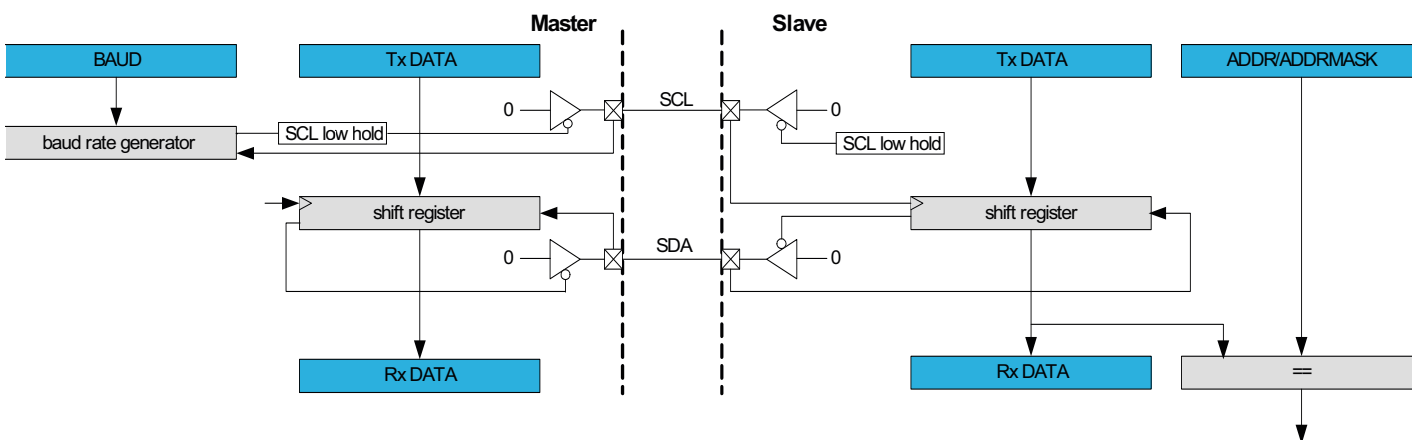 Master Slave
BAUD Tx DATA Tx DATA ADDR/ADDRMASK
0 SCL 0
baud rate generator SCL low hold SCL low hold
shift register shift register
0 SDA 0
Rx DATA Rx DATA ==